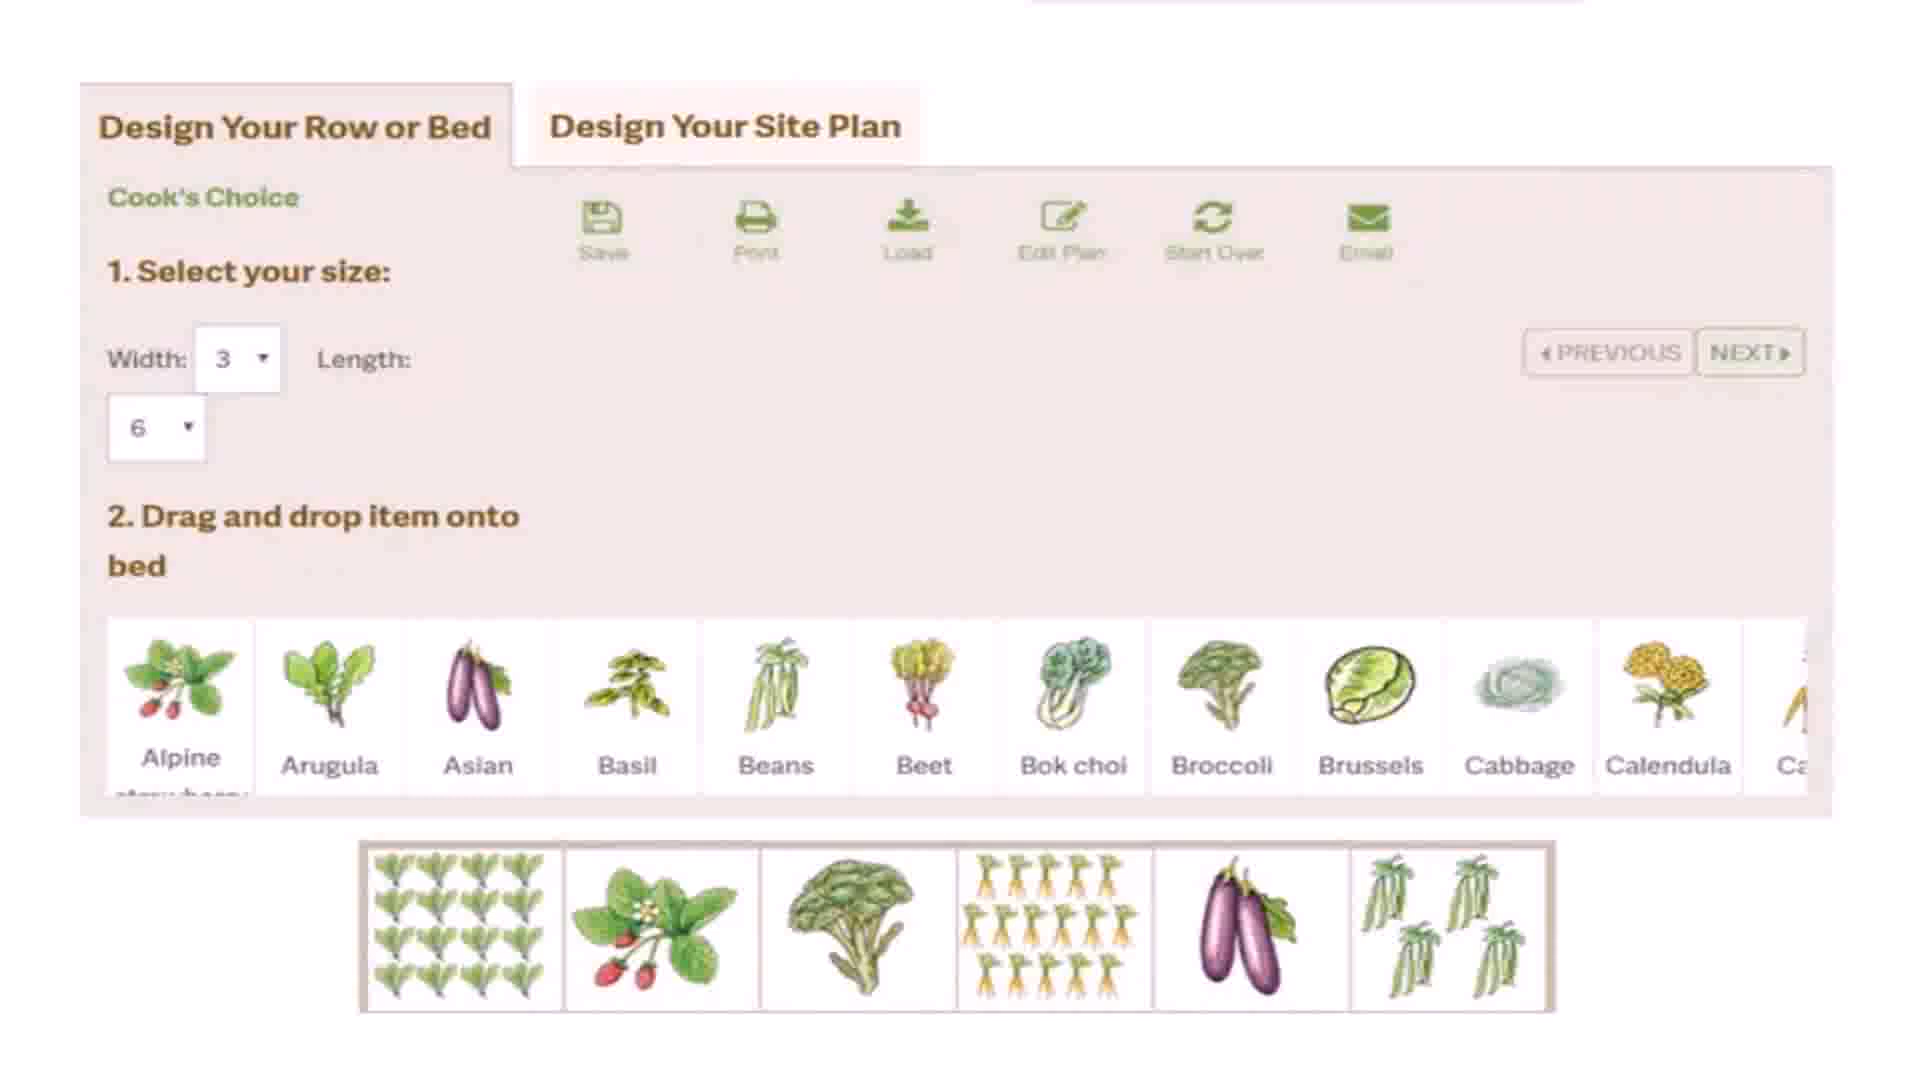 Design Your Row or Bed
Design Your Site Plan
Cook's Choice
Save
Print
Load
Edit Plan
Start Over
Email
1. Select your size:
Width: 3 Length:
PREVIOUS
NEXT
6
2. Drag and drop item onto
bed
Alpine
Arugula
Asian
Basil
Beans
Beet
Bok choi
Broccoli
Brussels
Cabbage
Calendula